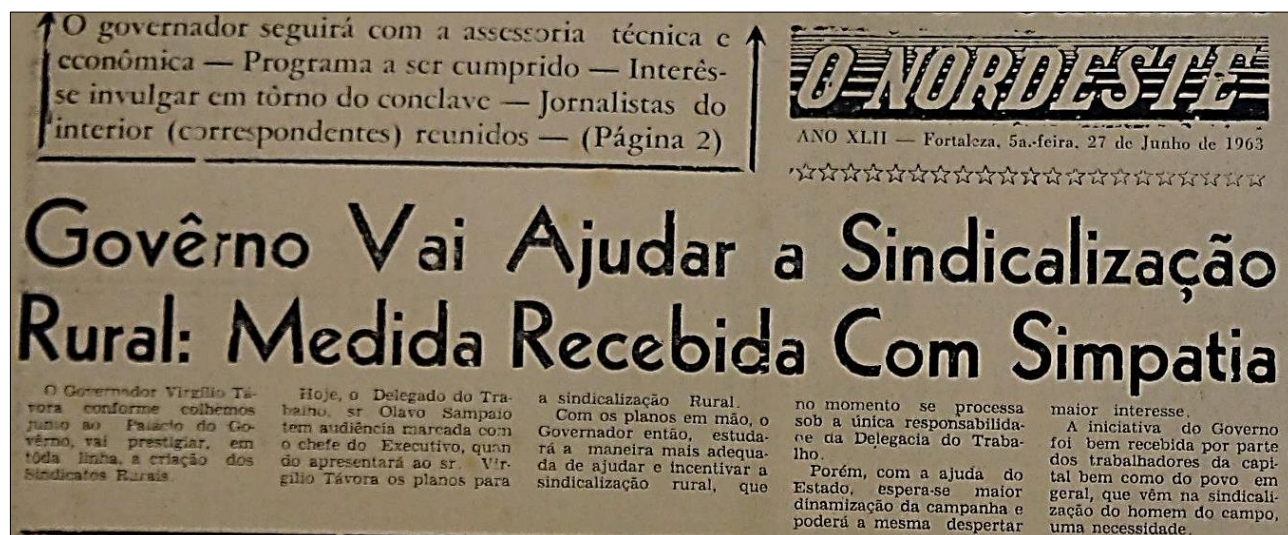 O governador seguirá com a assessoria técnica e
econômica — Programa a ser cumprido — Interês-
se invulgar em tôrno do conclave — Jornalistas do
interior (correspondentes) reunidos — (Página 2)
O NORDESTE
ANO XLII — Fortaleza, 5a.-feira, 27 de Junho de 1963
Govêrno Vai Ajudar a Sindicalização
Rural: Medida Recebida Com Simpatia
O Governador Virgílio Tá-
vora conforme colhemos
junto ao Palácio do Go-
vêrno, vai prestigiar, em
tôda linha, a criação dos
Sindicatos Rurais.
Hoje, o Delegado do Tra-
balho, sr. Olavo Sampaio
tem audiência marcada com
o chefe do Executivo, quan
do apresentará ao sr. Vir-
gílio Távora os planos para
a sindicalização Rural.
Com os planos em mão, o
Governador então, estuda-
rá a maneira mais adequa-
da de ajudar e incentivar a
sindicalização rural, que
no momento se processa
sob a única responsabilida-
de da Delegacia do Traba-
lho.
Porém, com a ajuda do
Estado, espera-se maior
dinamização da campanha e
poderá a mesma despertar
maior interesse.
A iniciativa do Governo
foi bem recebida por parte
dos trabalhadores da capi-
tal bem como do povo em
geral, que vêm na sindicali-
zação do homem do campo,
uma necessidade.